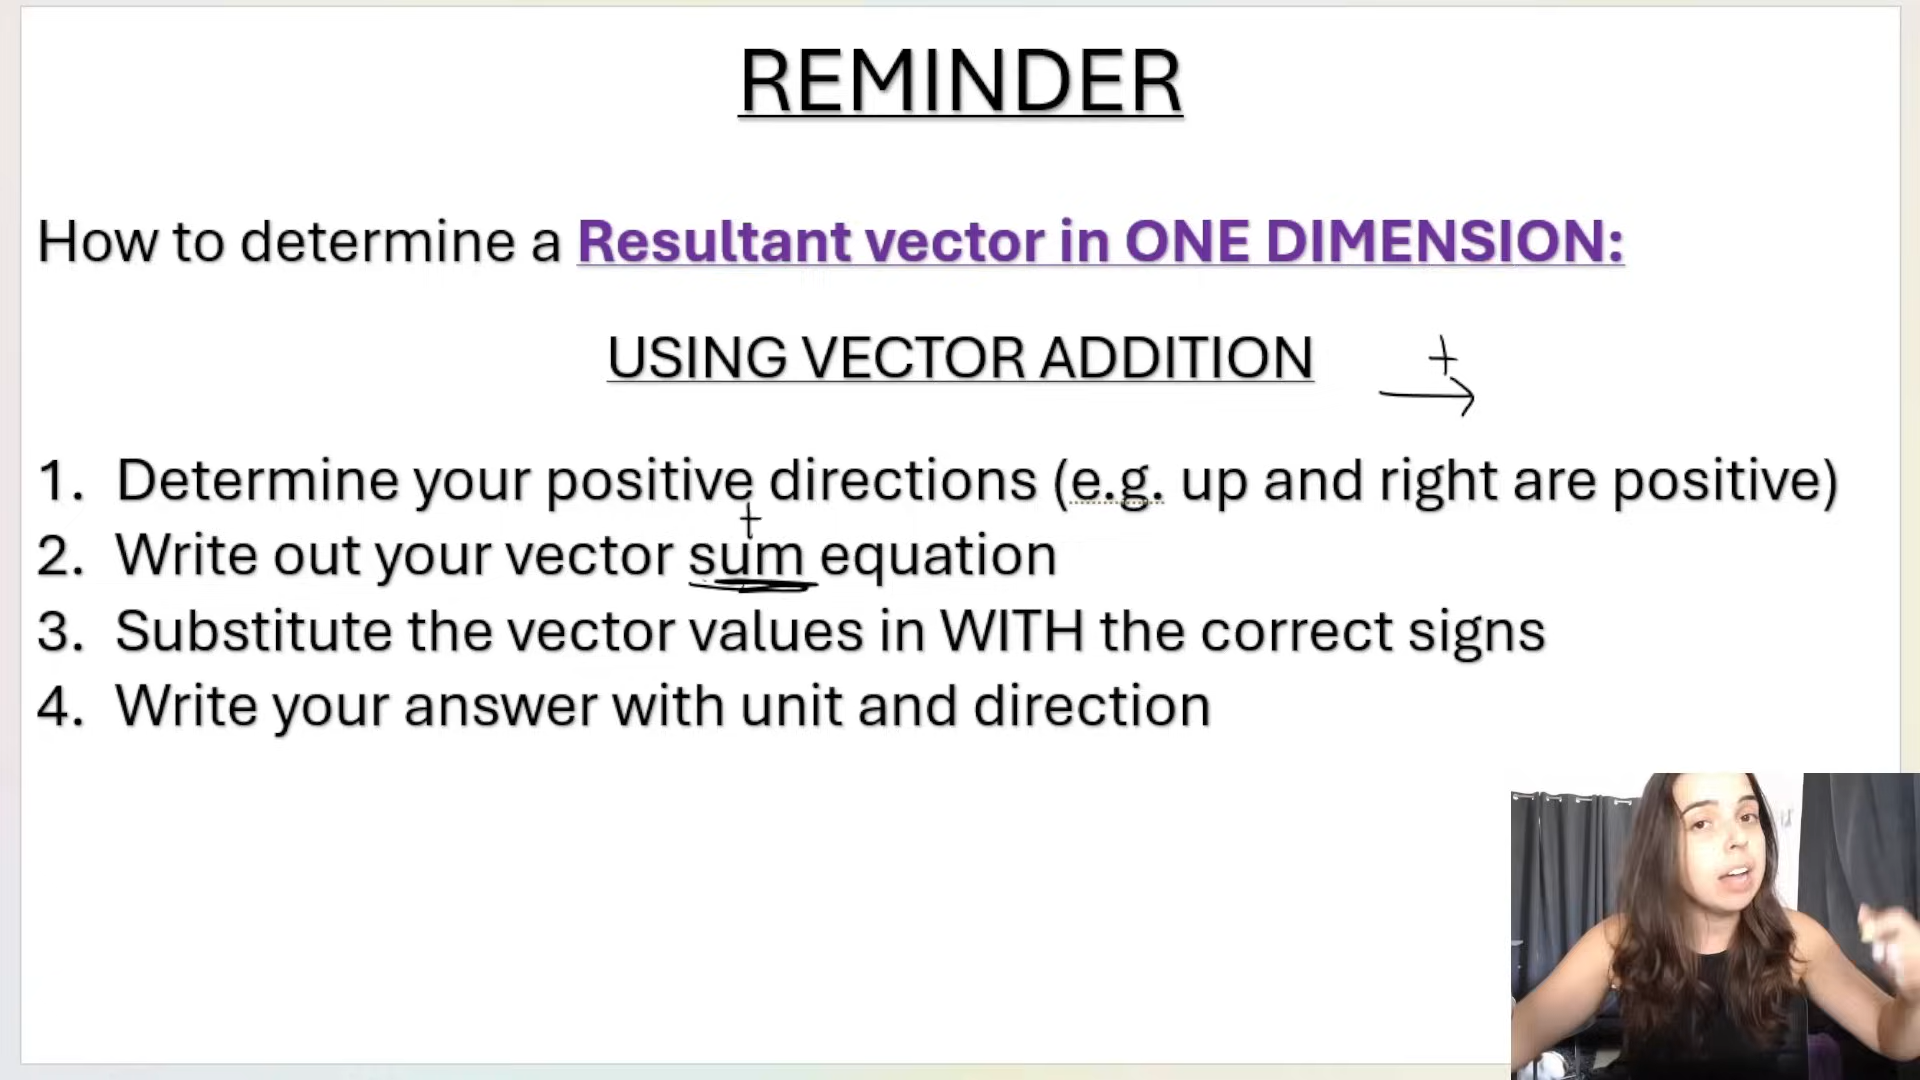 REMINDER
How to determine a Resultant vector in ONE DIMENSION:
USING VECTOR ADDITION
+
1. Determine your positive directions (e.g. up and right are positive)
+
2. Write out your vector sum equation
3. Substitute the vector values in WITH the correct signs
4. Write your answer with unit and direction